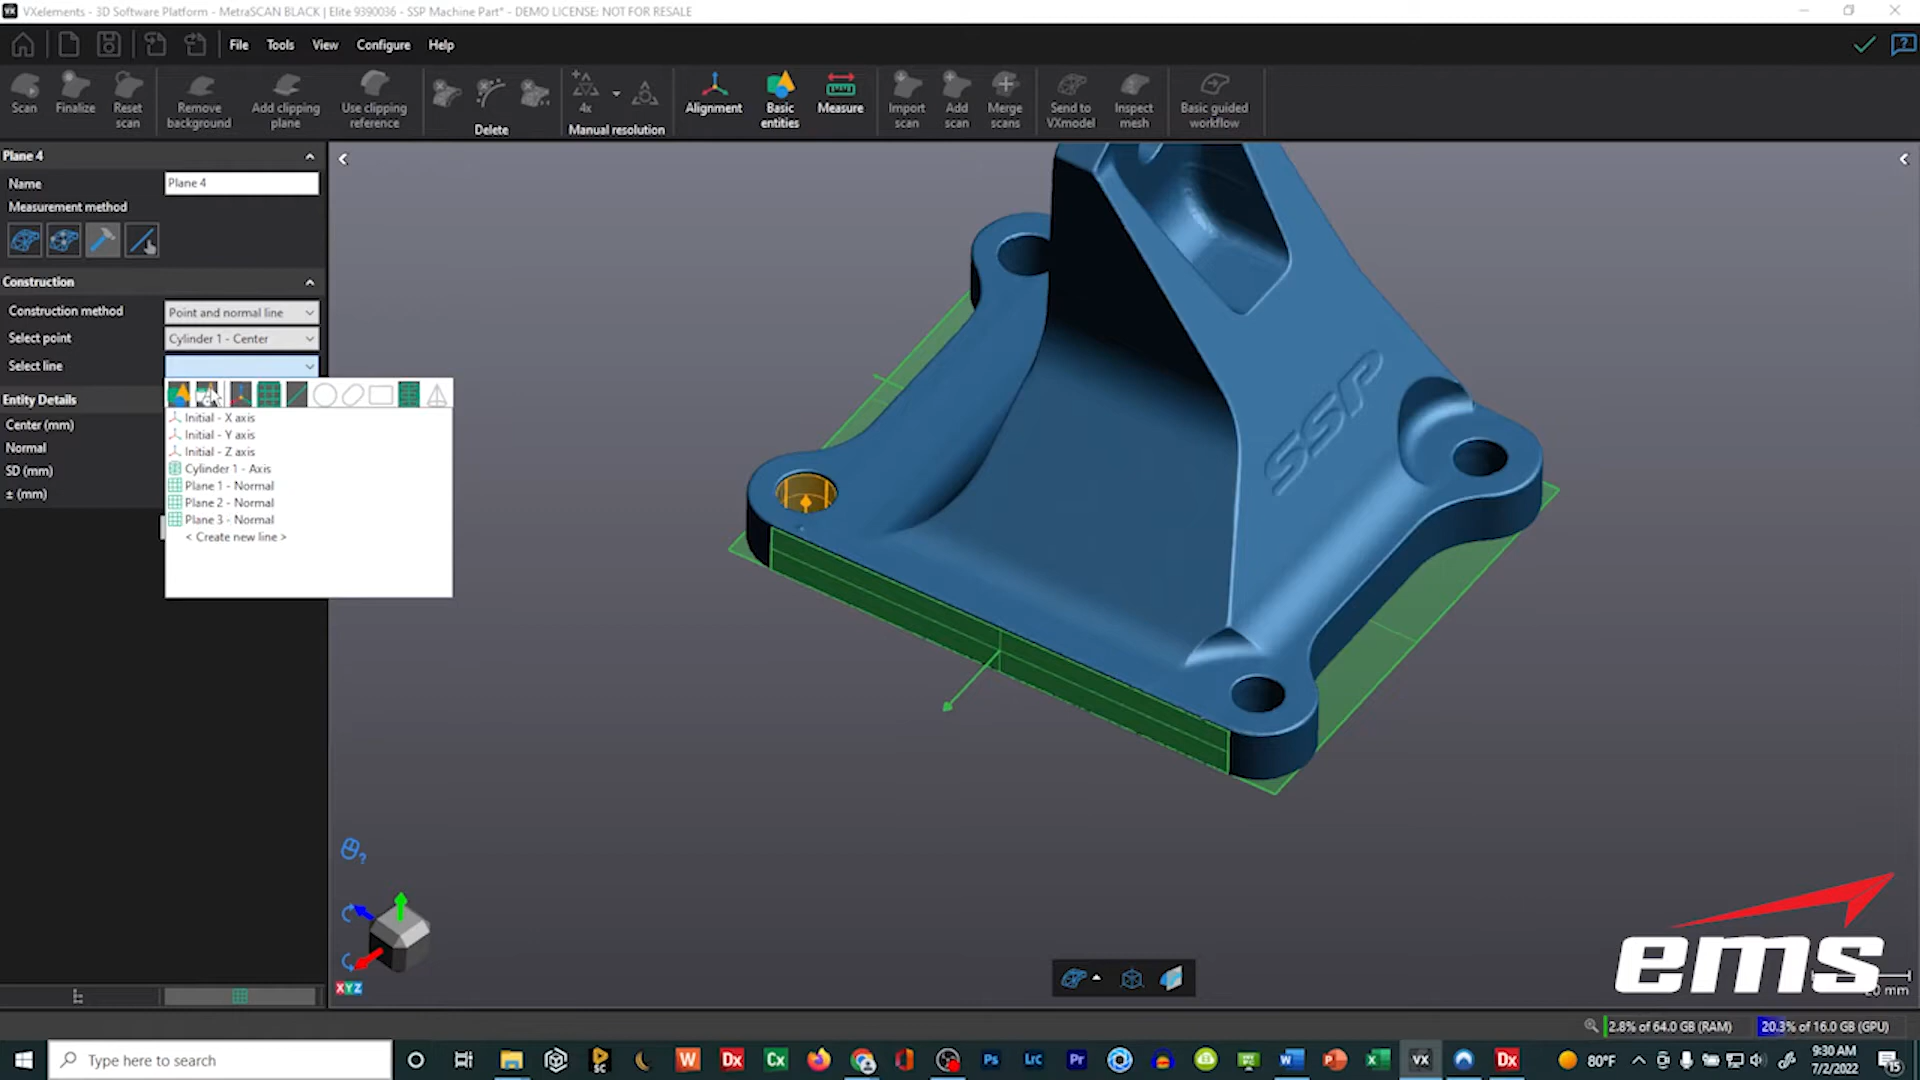 VXelements - 3D Software Platform - MetraSCAN BLACK | Elite 9390036 - SSP Machine Part* - DEMO LICENSE: NOT FOR RESALE
File Tools View Configure Help
Scan
Finalize
Reset scan
Remove background
Add clipping plane
Use clipping reference
Delete
4x
Manual resolution
Alignment
Basic entities
Measure
Import scan
Add scan
Merge scans
Send to VXmodel
Inspect mesh
Basic guided workflow
Plane 4
Name Plane 4
Measurement method
Construction
Construction method Point and normal line
Select point Cylinder 1 - Center
Select line
Entity Details
Center (mm)
Normal
SD (mm)
± (mm)
Initial - X axis
Initial - Y axis
Initial - Z axis
Cylinder 1 - Axis
Plane 1 - Normal
Plane 2 - Normal
Plane 3 - Normal
< Create new line >
SSP
XYZ
ems
2.8% of 64.0 GB (RAM) 20.3% of 16.0 GB (GPU)
Type here to search
80°F
9:30 AM
7/2/2022
15